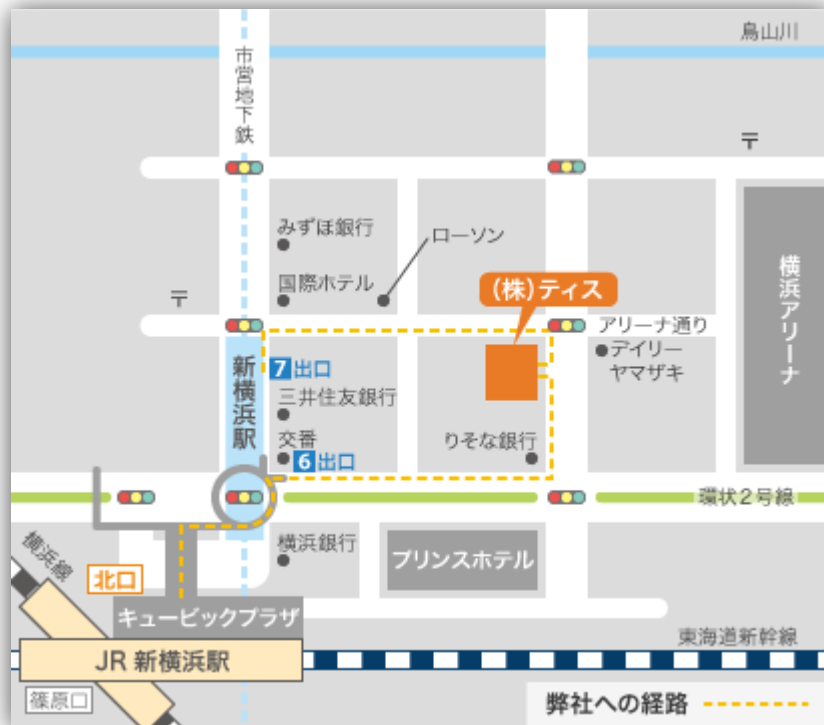 鳥山川
市営地下鉄
〒
みずほ銀行
ローソン
国際ホテル
(株)ティス
〒
横浜アリーナ
アリーナ通り
デイリー
ヤマザキ
新横浜駅
7出口
三井住友銀行
交番
6出口
りそな銀行
環状2号線
横浜銀行
プリンスホテル
横浜線
北口
キュービックプラザ
東海道新幹線
JR 新横浜駅
篠原口
弊社への経路